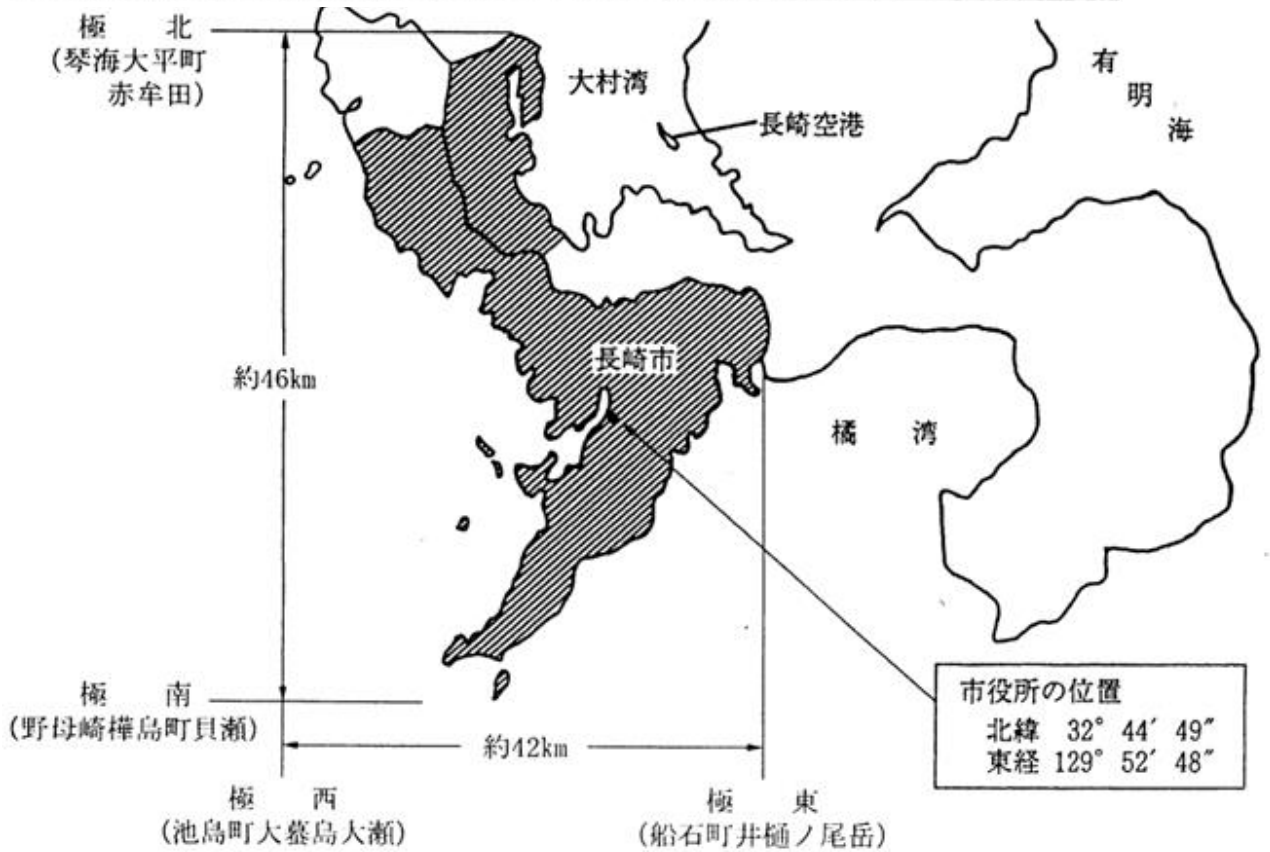 極　北
(琴海大平町
赤牟田)
大村湾
有明海
長崎空港
約46km
長崎市
橘　湾
極　南
(野母崎樺島町貝瀬)
約42km
市役所の位置
北緯　32° 44′ 49″
東経 129° 52′ 48″
極　西
(池島町大蟇島大瀬)
極　東
(船石町井樋ノ尾岳)